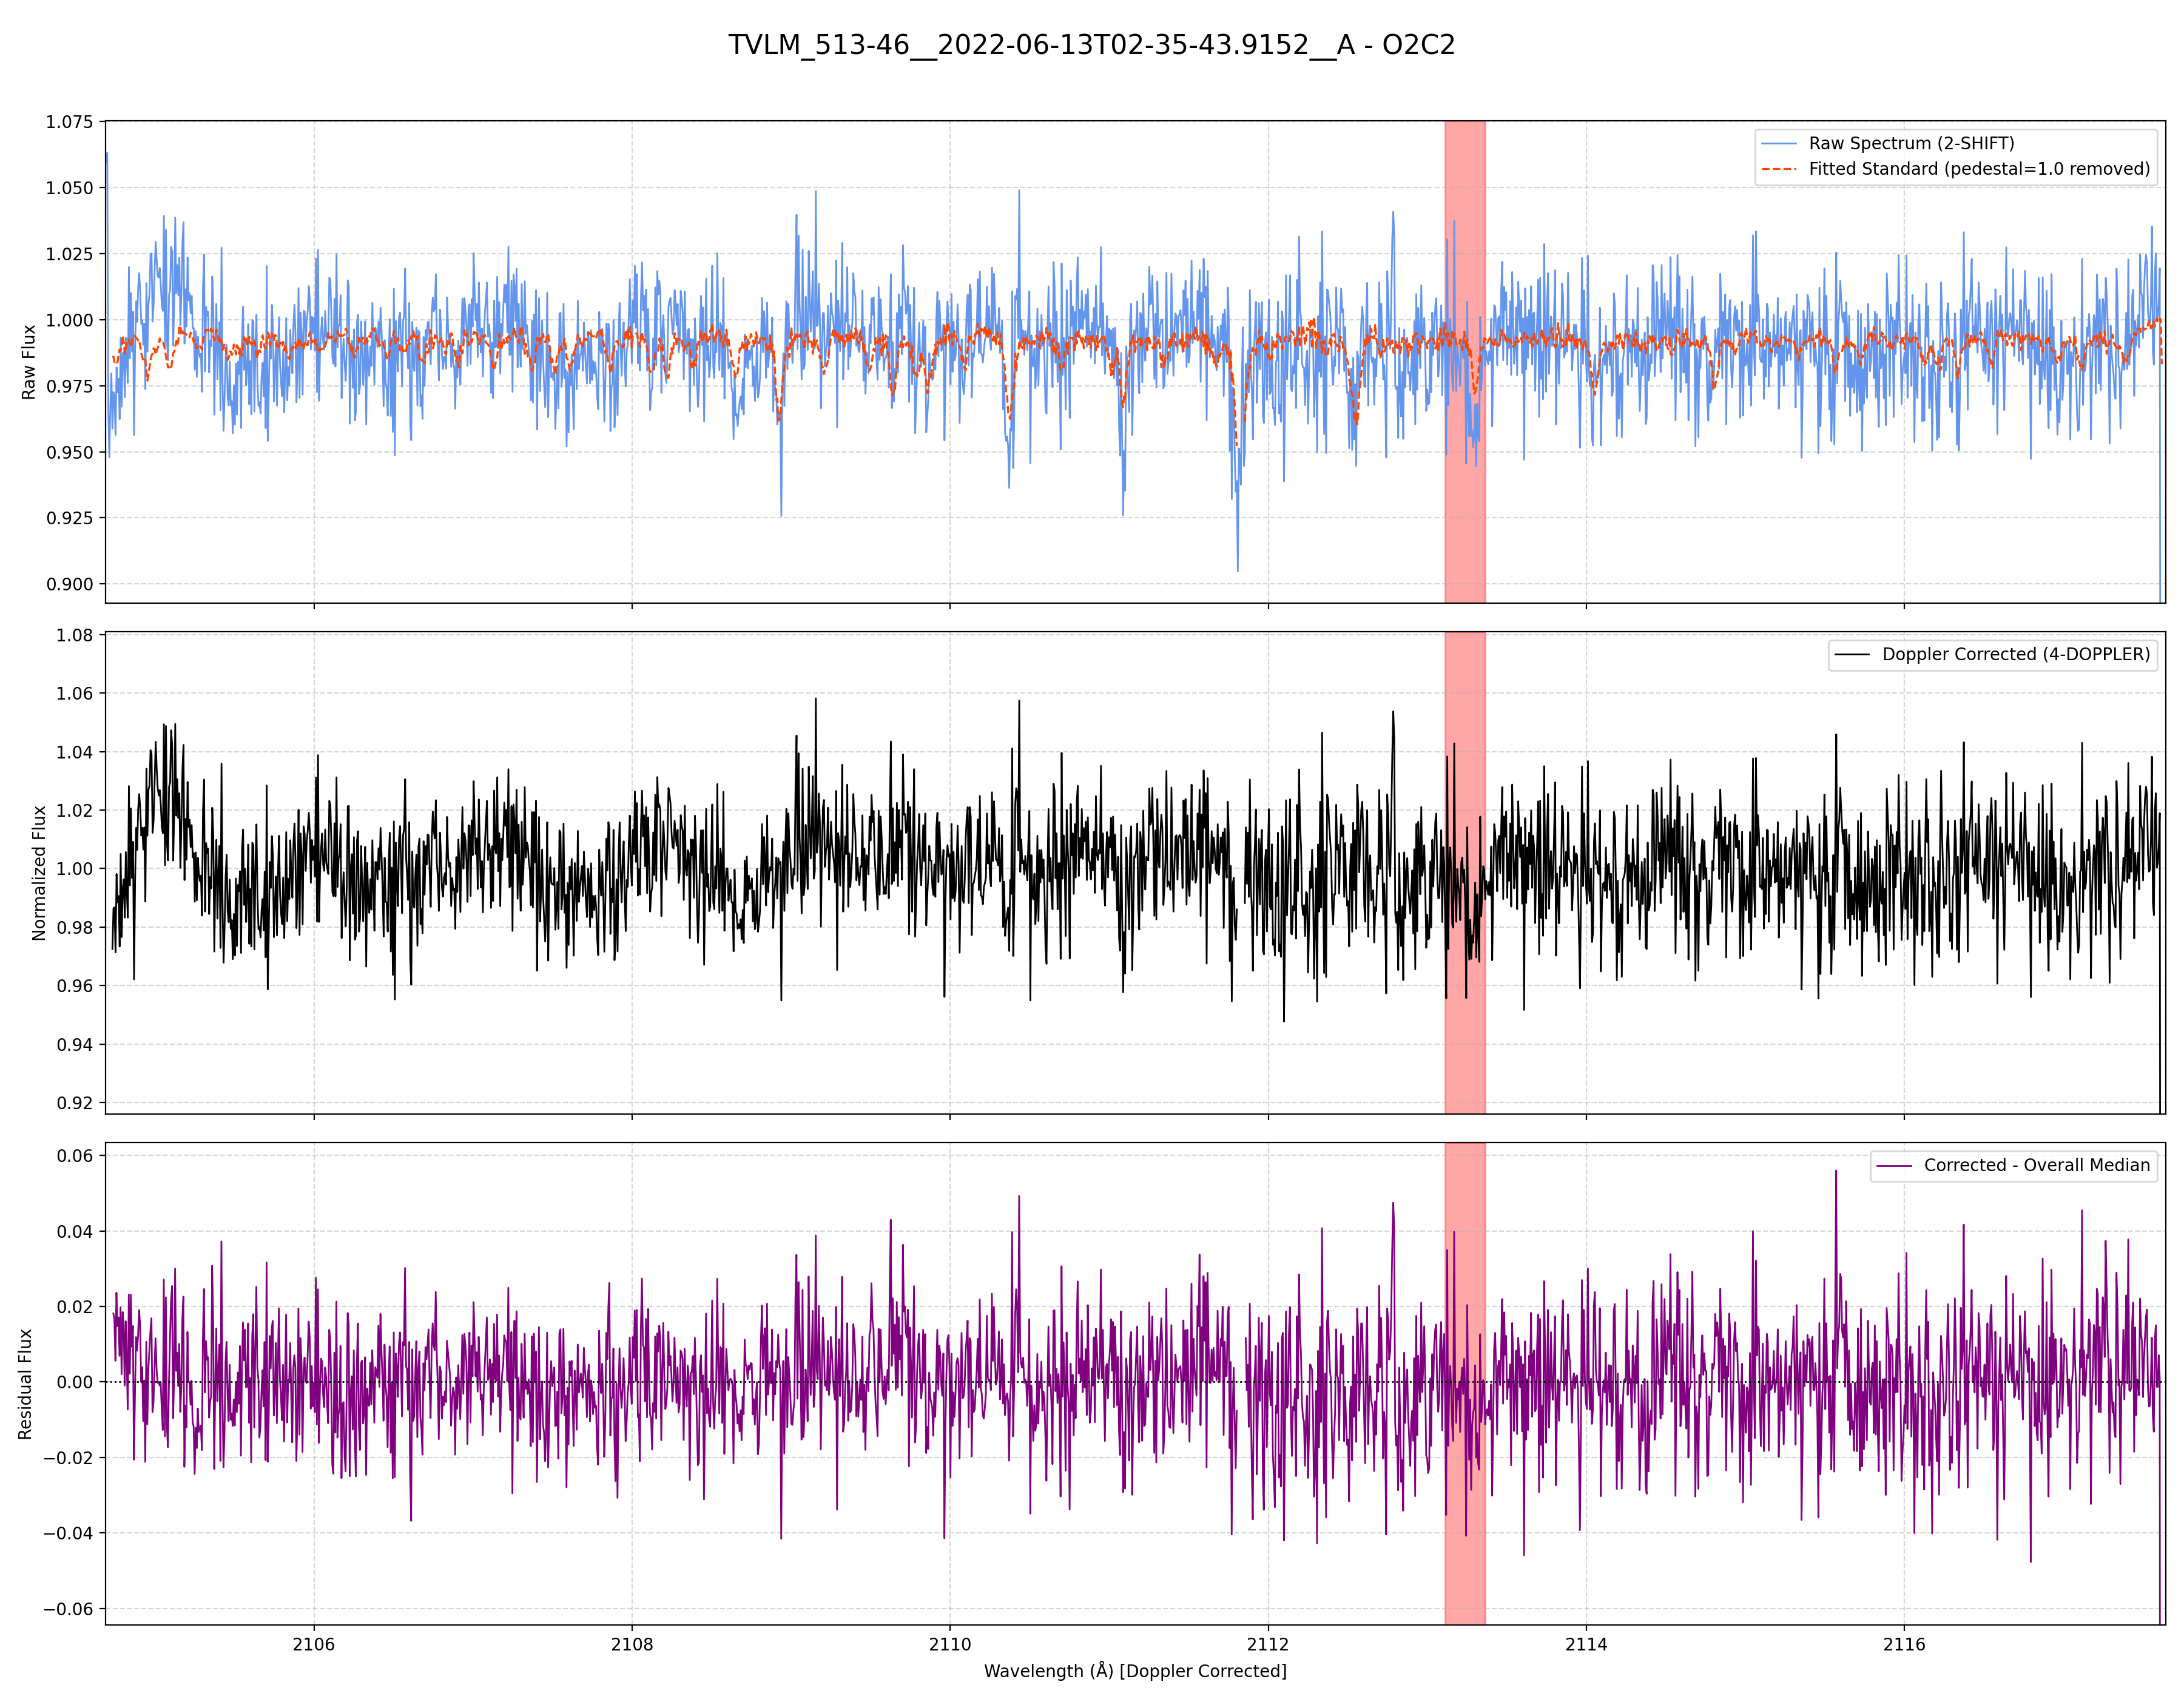 TVLM_513-46__2022-06-13T02-35-43.9152__A - O2C2
1.075
1.050
1.025
1.000
0.975
0.950
0.925
0.900
Raw Flux
Raw Spectrum (2-SHIFT)
Fitted Standard (pedestal=1.0 removed)
1.08
1.06
1.04
1.02
1.00
0.98
0.96
0.94
0.92
Normalized Flux
Doppler Corrected (4-DOPPLER)
0.06
0.04
0.02
0.00
−0.02
−0.04
−0.06
Residual Flux
Corrected - Overall Median
2106 2108 2110 2112 2114 2116
Wavelength (Å) [Doppler Corrected]